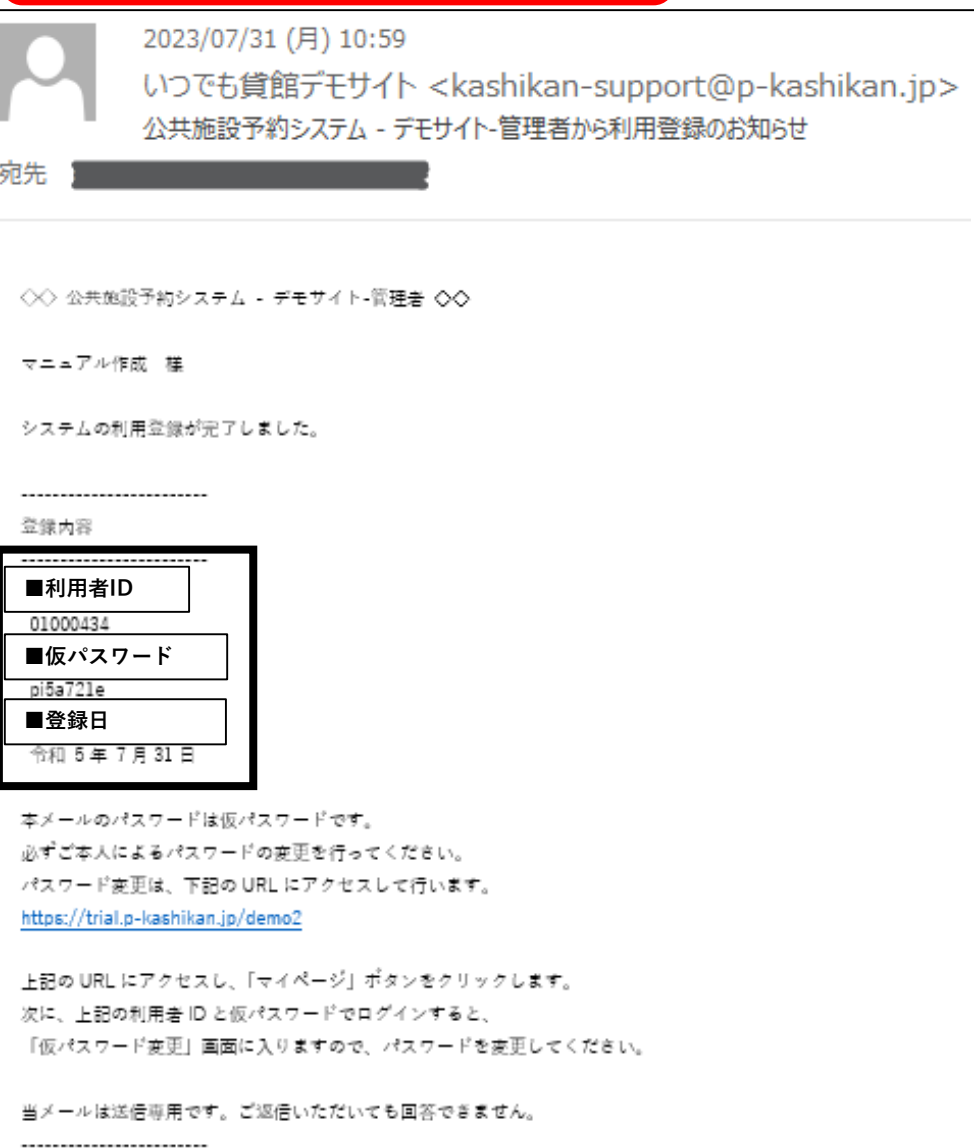 2023/07/31 (月) 10:59
いつでも貸館デモサイト <kashikan-support@p-kashikan.jp>
公共施設予約システム - デモサイト-管理者から利用登録のお知らせ
宛先
◇◇ 公共施設予約システム - デモサイト-管理者 ◇◇
マニュアル作成 様
システムの利用登録が完了しました。
------------------------
登録内容
------------------------
■利用者ID
01000434
■仮パスワード
pi5a721e
■登録日
令和 5 年 7 月 31 日
本メールのパスワードは仮パスワードです。
必ずご本人によるパスワードの変更を行ってください。
パスワード変更は、下記の URL にアクセスして行います。
https://trial.p-kashikan.jp/demo2
上記の URL にアクセスし、「マイページ」ボタンをクリックします。
次に、上記の利用者 ID と仮パスワードでログインすると、
「仮パスワード変更」画面に入りますので、パスワードを変更してください。
当メールは送信専用です。ご返信いただいても回答できません。
------------------------